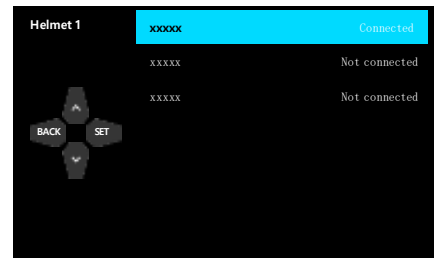 Helmet 1
xxxxx Connected
xxxxx Not connected
xxxxx Not connected
BACK SET